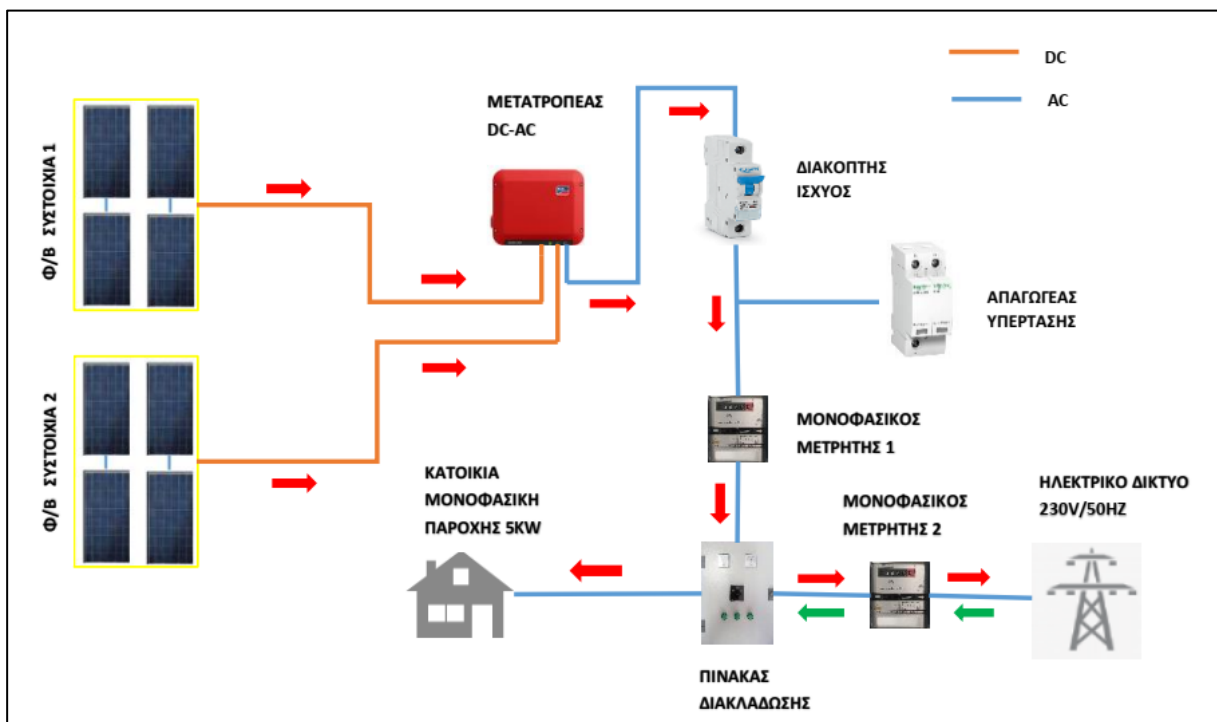 DC
AC
ΜΕΤΑΤΡΟΠΕΑΣ
DC-AC
Φ/Β ΣΥΣΤΟΙΧΙΑ 1
ΔΙΑΚΟΠΤΗΣ
ΙΣΧΥΟΣ
ΑΠΑΓΩΓΕΑΣ
ΥΠΕΡΤΑΣΗΣ
Φ/Β ΣΥΣΤΟΙΧΙΑ 2
ΜΟΝΟΦΑΣΙΚΟΣ
ΜΕΤΡΗΤΗΣ 1
ΚΑΤΟΙΚΙΑ
ΜΟΝΟΦΑΣΙΚΗ
ΠΑΡΟΧΗΣ 5KW
ΜΟΝΟΦΑΣΙΚΟΣ
ΜΕΤΡΗΤΗΣ 2
ΗΛΕΚΤΡΙΚΟ ΔΙΚΤΥΟ
230V/50HZ
ΠΙΝΑΚΑΣ
ΔΙΑΚΛΑΔΩΣΗΣ